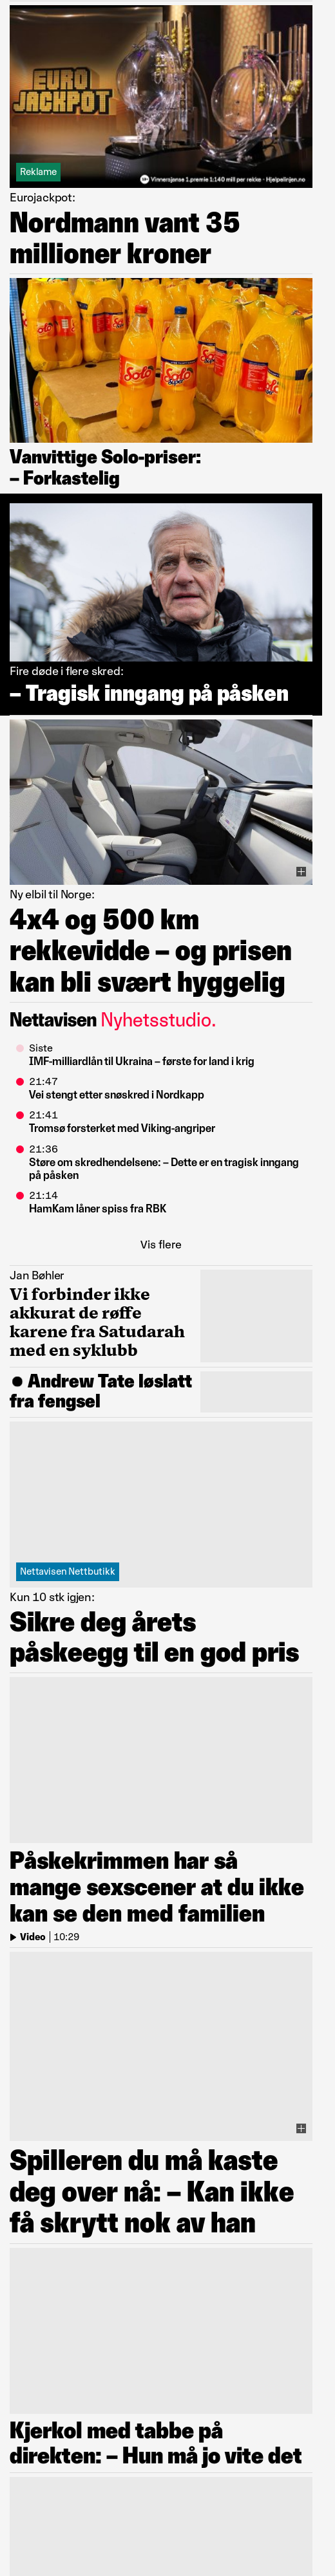 EURO
JACKPOT
Reklame
Vinnersjanse 1.premie 1:140 mill per rekke - Hjelpelinjen.no
Eurojackpot:
Nordmann vant 35
millioner kroner
Solo
Solo
Vanvittige Solo-priser:
– Forkastelig
Fire døde i flere skred:
– Tragisk inngang på påsken
Ny elbil til Norge:
4x4 og 500 km
rekkevidde – og prisen
kan bli svært hyggelig
Nettavisen Nyhetsstudio.
Siste
IMF-milliardlån til Ukraina – første for land i krig
21:47
Vei stengt etter snøskred i Nordkapp
21:41
Tromsø forsterket med Viking-angriper
21:36
Støre om skredhendelsene: – Dette er en tragisk inngang
på påsken
21:14
HamKam låner spiss fra RBK
Vis flere
Jan Bøhler
Vi forbinder ikke
akkurat de røffe
karene fra Satudarah
med en syklubb
Andrew Tate løslatt
fra fengsel
Nettavisen Nettbutikk
Kun 10 stk igjen:
Sikre deg årets
påskeegg til en god pris
Påskekrimmen har så
mange sexscener at du ikke
kan se den med familien
Video | 10:29
Spilleren du må kaste
deg over nå: – Kan ikke
få skrytt nok av han
Kjerkol med tabbe på
direkten: – Hun må jo vite det